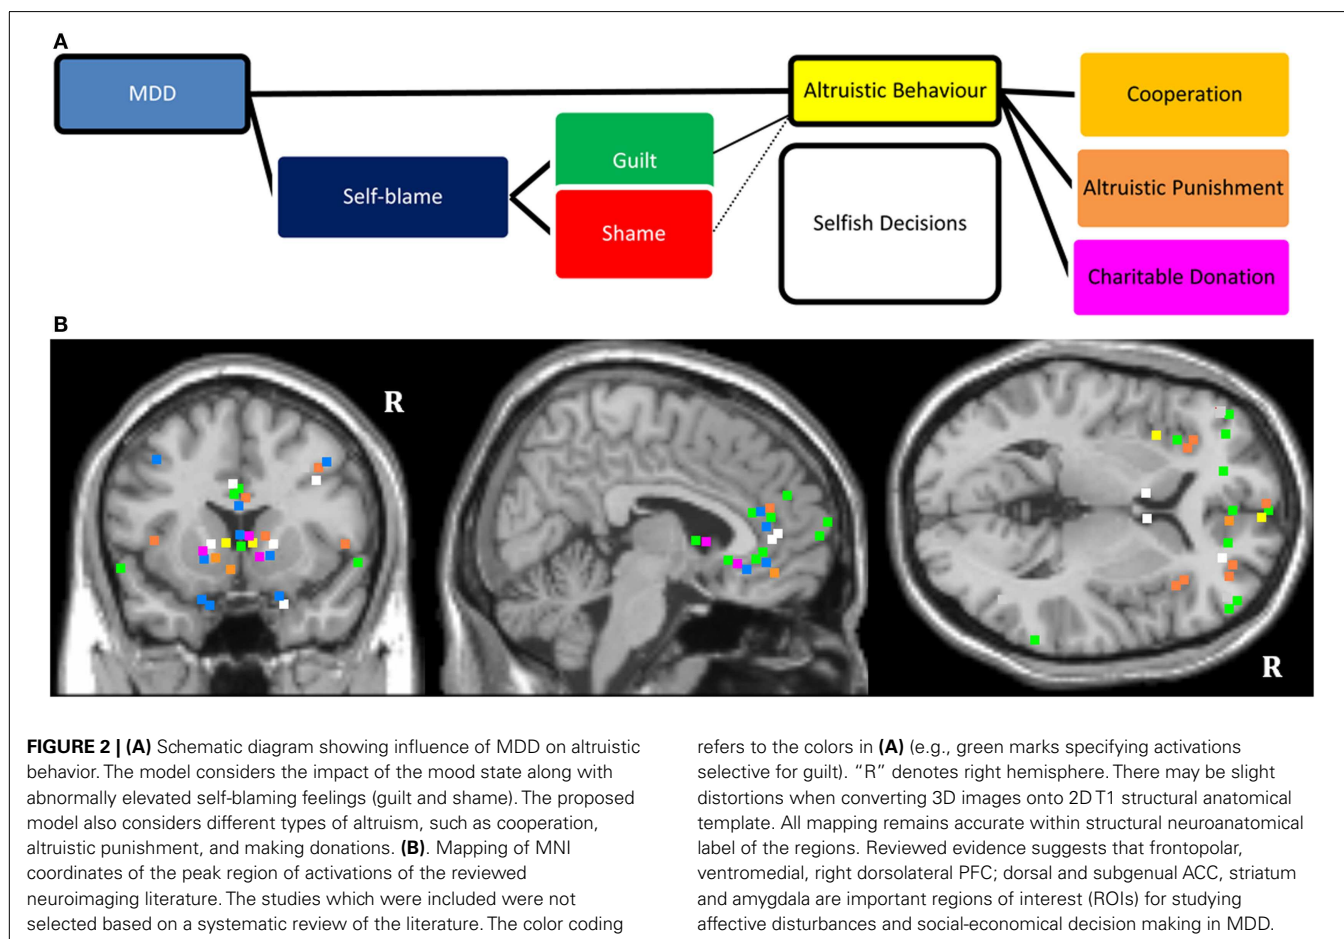 A
MDD
Altruistic Behaviour
Cooperation
Guilt
Self-blame
Altruistic Punishment
Shame
Selfish Decisions
Charitable Donation
B
R
R
FIGURE 2 | (A) Schematic diagram showing influence of MDD on altruistic
behavior. The model considers the impact of the mood state along with
abnormally elevated self-blaming feelings (guilt and shame). The proposed
model also considers different types of altruism, such as cooperation,
altruistic punishment, and making donations. (B). Mapping of MNI
coordinates of the peak region of activations of the reviewed
neuroimaging literature. The studies which were included were not
selected based on a systematic review of the literature. The color coding
refers to the colors in (A) (e.g., green marks specifying activations
selective for guilt). “R” denotes right hemisphere. There may be slight
distortions when converting 3D images onto 2D T1 structural anatomical
template. All mapping remains accurate within structural neuroanatomical
label of the regions. Reviewed evidence suggests that frontopolar,
ventromedial, right dorsolateral PFC; dorsal and subgenual ACC, striatum
and amygdala are important regions of interest (ROIs) for studying
affective disturbances and social-economical decision making in MDD.